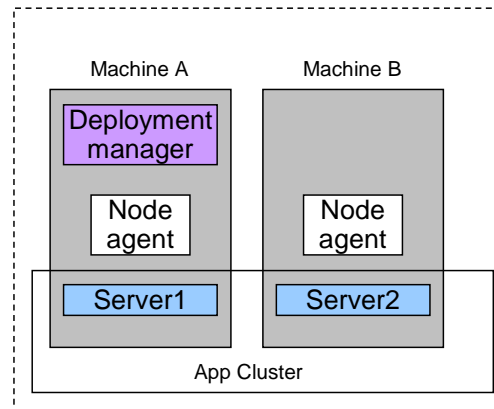 Machine A
Machine B
Deployment
manager
Node
agent
Node
agent
Server1
Server2
App Cluster